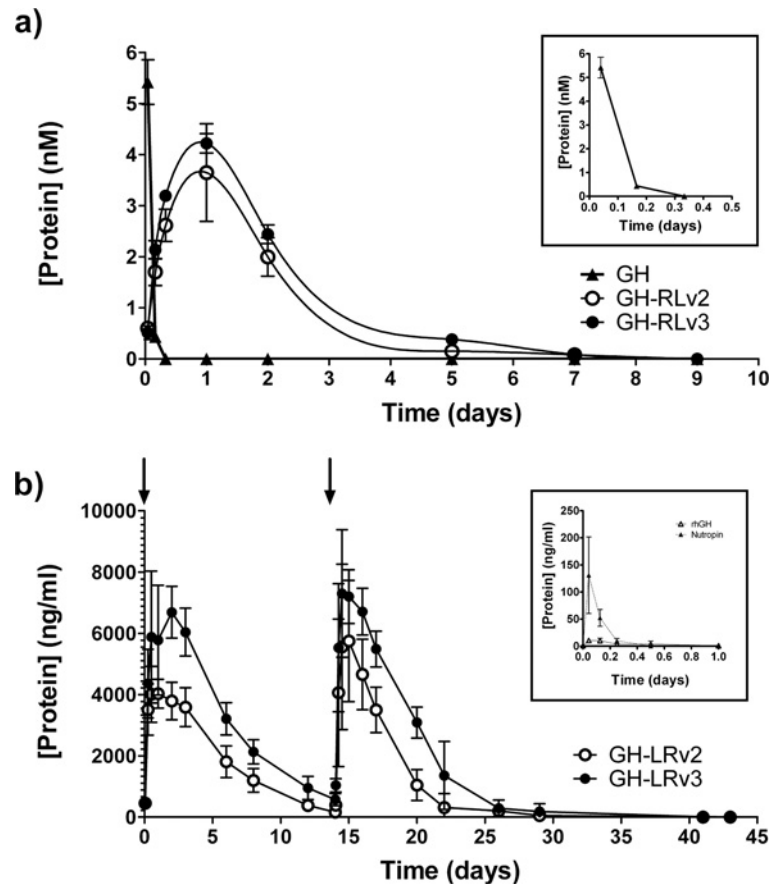 a)
[Protein] (nM)
6
5
4
3
2
1
0
0 1 2 3 4 5 6 7 8 9 10
Time (days)
[Protein] (nM)
6
5
4
3
2
1
0
0.0 0.1 0.2 0.3 0.4 0.5
Time (days)
GH
GH-RLv2
GH-RLv3
b)
[Protein] (ng/ml)
10000
8000
6000
4000
2000
0
0 5 10 15 20 25 30 35 40 45
Time (days)
[Protein] (ng/ml)
250
200
150
100
50
0
0.0 0.2 0.4 0.6 0.8 1.0
Time (days)
rhGH
Nutropin
GH-LRv2
GH-LRv3